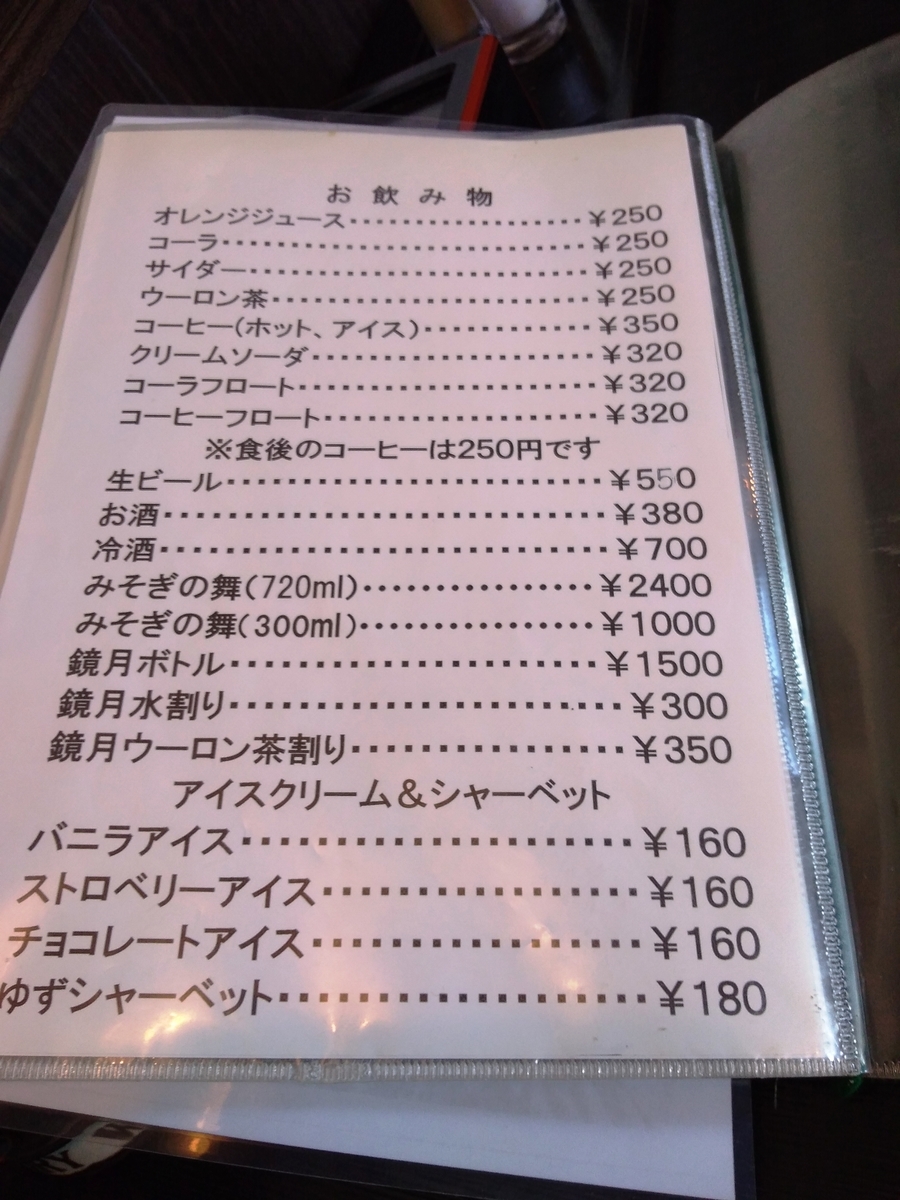 お飲み物
オレンジジュース・・・・・・・・・・・・・・・・・・¥250
コーラ・・・・・・・・・・・・・・・・・・・・・・・・・・・¥250
サイダー・・・・・・・・・・・・・・・・・・・・・・・・・¥250
ウーロン茶・・・・・・・・・・・・・・・・・・・・・・・¥250
コーヒー(ホット、アイス)・・・・・・・・・・・・¥350
クリームソーダ・・・・・・・・・・・・・・・・・・・・¥320
コーラフロート・・・・・・・・・・・・・・・・・・・・・¥320
コーヒーフロート・・・・・・・・・・・・・・・・・・・¥320
※食後のコーヒーは250円です
生ビール・・・・・・・・・・・・・・・・・・・・・・・・・¥550
お酒・・・・・・・・・・・・・・・・・・・・・・・・・・・・¥380
冷酒・・・・・・・・・・・・・・・・・・・・・・・・・・・・¥700
みそぎの舞(720ml)・・・・・・・・・・・・・・・¥2400
みそぎの舞(300ml)・・・・・・・・・・・・・・・¥1000
鏡月ボトル・・・・・・・・・・・・・・・・・・・・・・¥1500
鏡月水割り・・・・・・・・・・・・・・・・・・・・・・・¥300
鏡月ウーロン茶割り・・・・・・・・・・・・・・・・¥350
アイスクリーム&シャーベット
バニラアイス・・・・・・・・・・・・・・・・・・・・・¥160
ストロベリーアイス・・・・・・・・・・・・・・・・・¥160
チョコレートアイス・・・・・・・・・・・・・・・・・・¥160
ゆずシャーベット・・・・・・・・・・・・・・・・・・・¥180